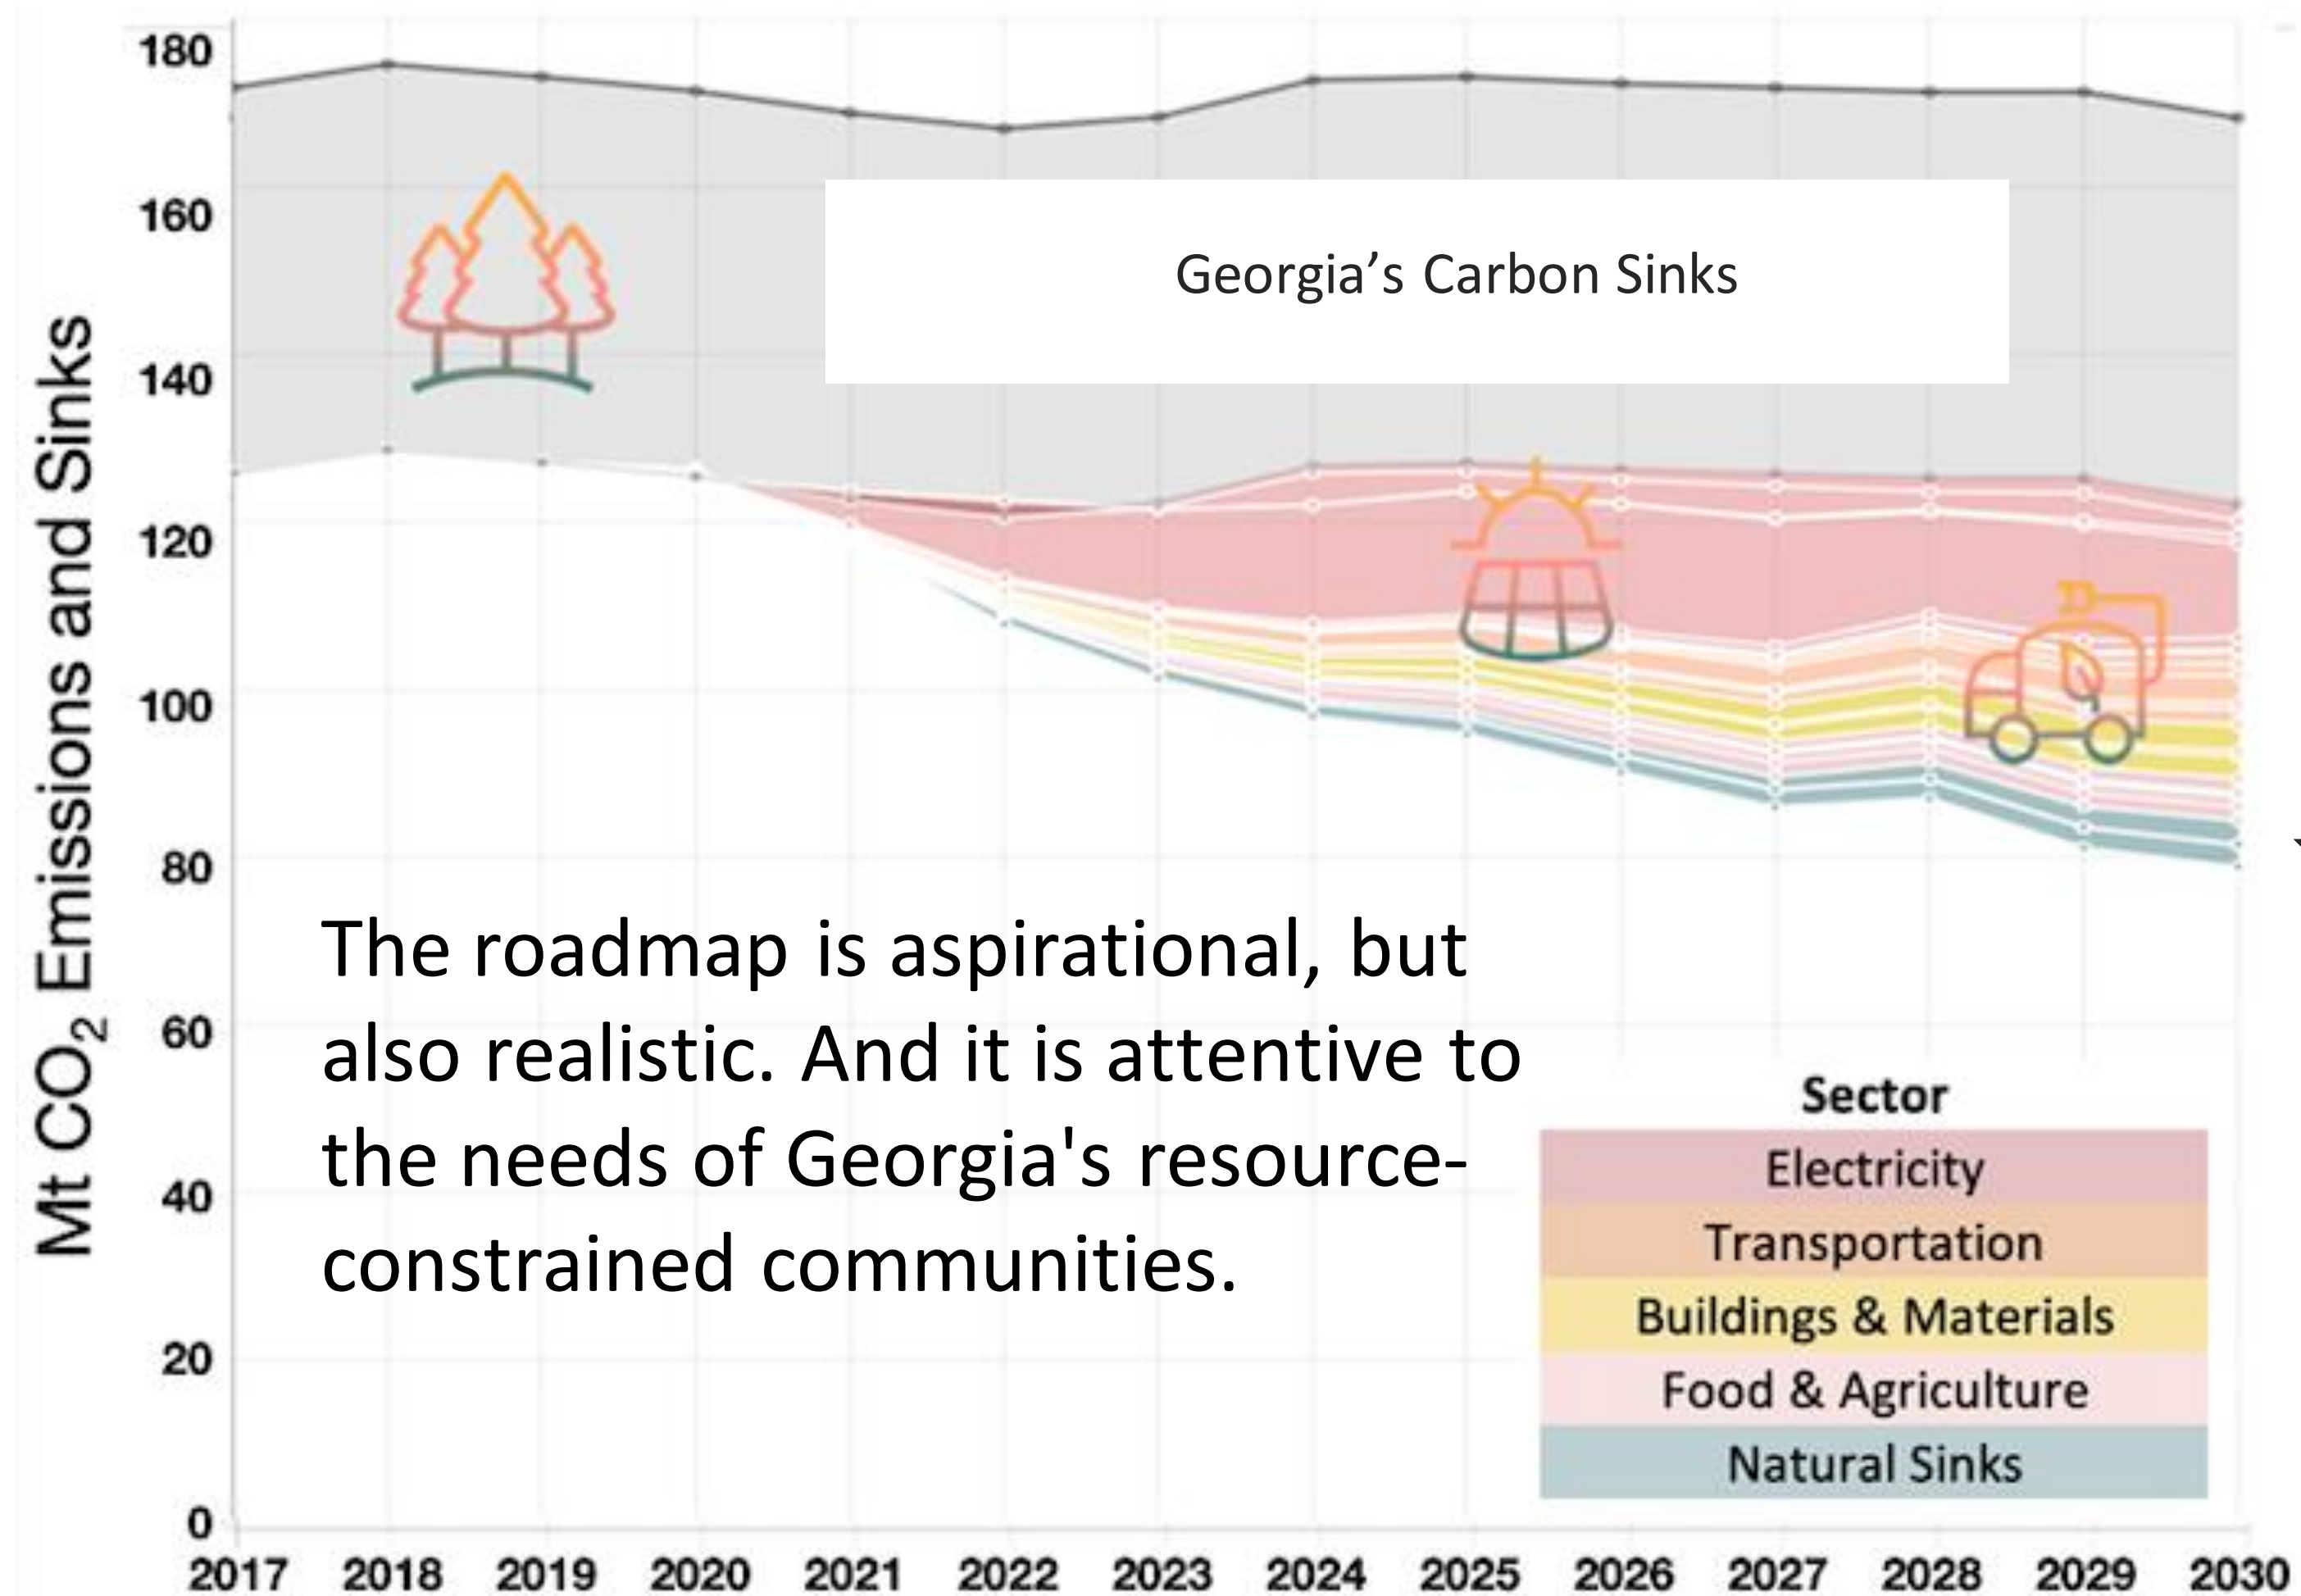 Mt CO₂ Emissions and Sinks
180
160
140
120
100
80
60
40
20
0
Georgia’s Carbon Sinks
The roadmap is aspirational, but
also realistic. And it is attentive to
the needs of Georgia's resource-
constrained communities.
Sector
Electricity
Transportation
Buildings & Materials
Food & Agriculture
Natural Sinks
2017 2018 2019 2020 2021 2022 2023 2024 2025 2026 2027 2028 2029 2030